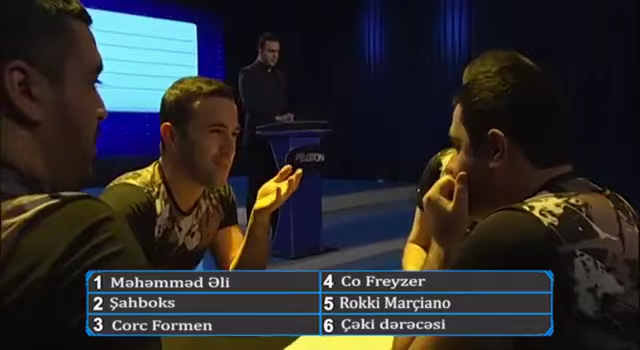 PELOTON
1 Məhəmməd Əli
2 Şahboks
3 Corc Formen
4 Co Freyzer
5 Rokki Marçiano
6 Çəki dərəcəsi